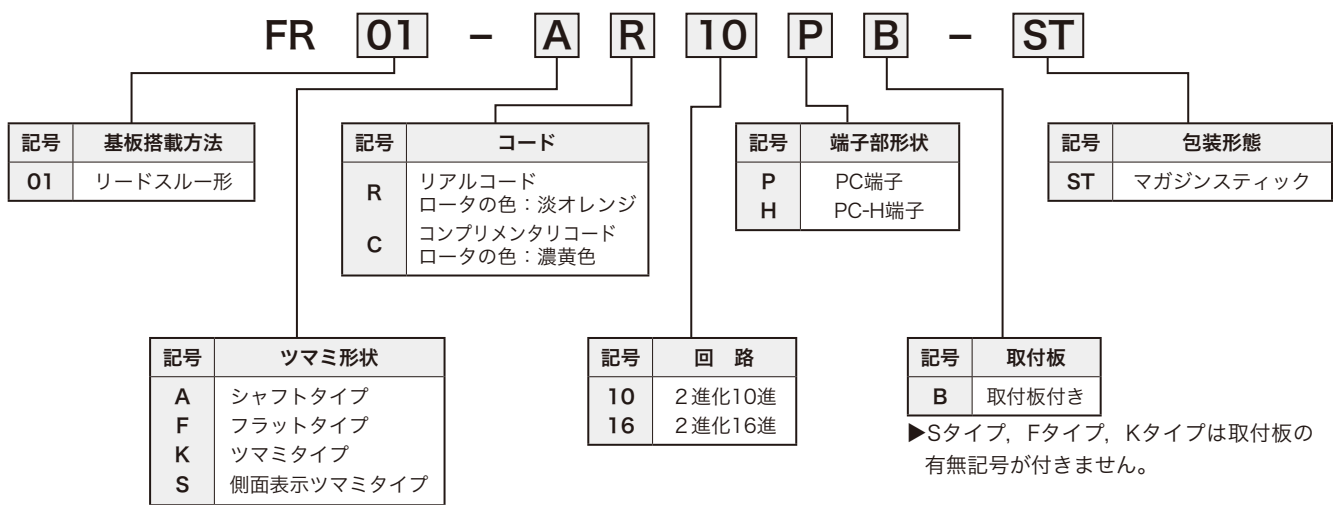 FR 01 – A R 10 P B – ST
記号 基板搭載方法
01 リードスルー形
記号 コード
R リアルコード
ロータの色：淡オレンジ
C コンプリメンタリコード
ロータの色：濃黄色
記号 端子部形状
P PC端子
H PC-H端子
記号 包装形態
ST マガジンスティック
記号 ツマミ形状
A シャフトタイプ
F フラットタイプ
K ツマミタイプ
S 側面表示ツマミタイプ
記号 回　路
10 2進化10進
16 2進化16進
記号 取付板
B 取付板付き
▶Sタイプ，Fタイプ，Kタイプは取付板の
有無記号が付きません。